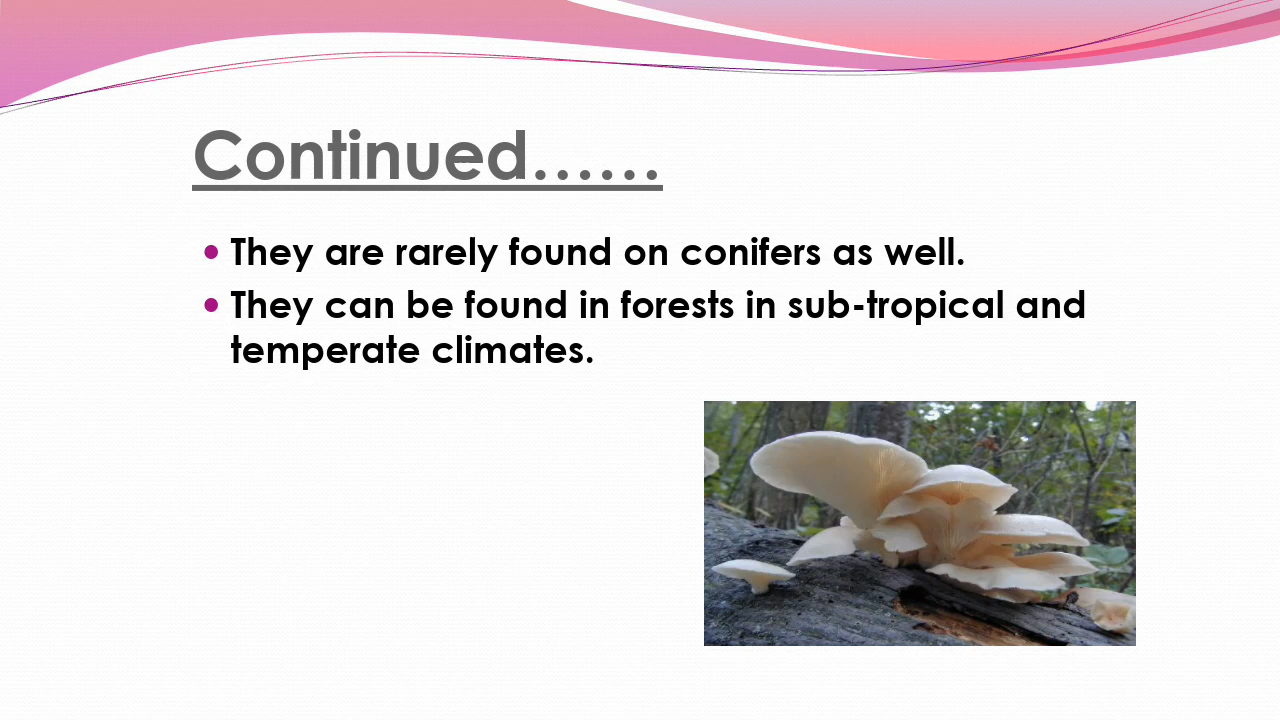 Continued……
They are rarely found on conifers as well.
They can be found in forests in sub-tropical and
temperate climates.